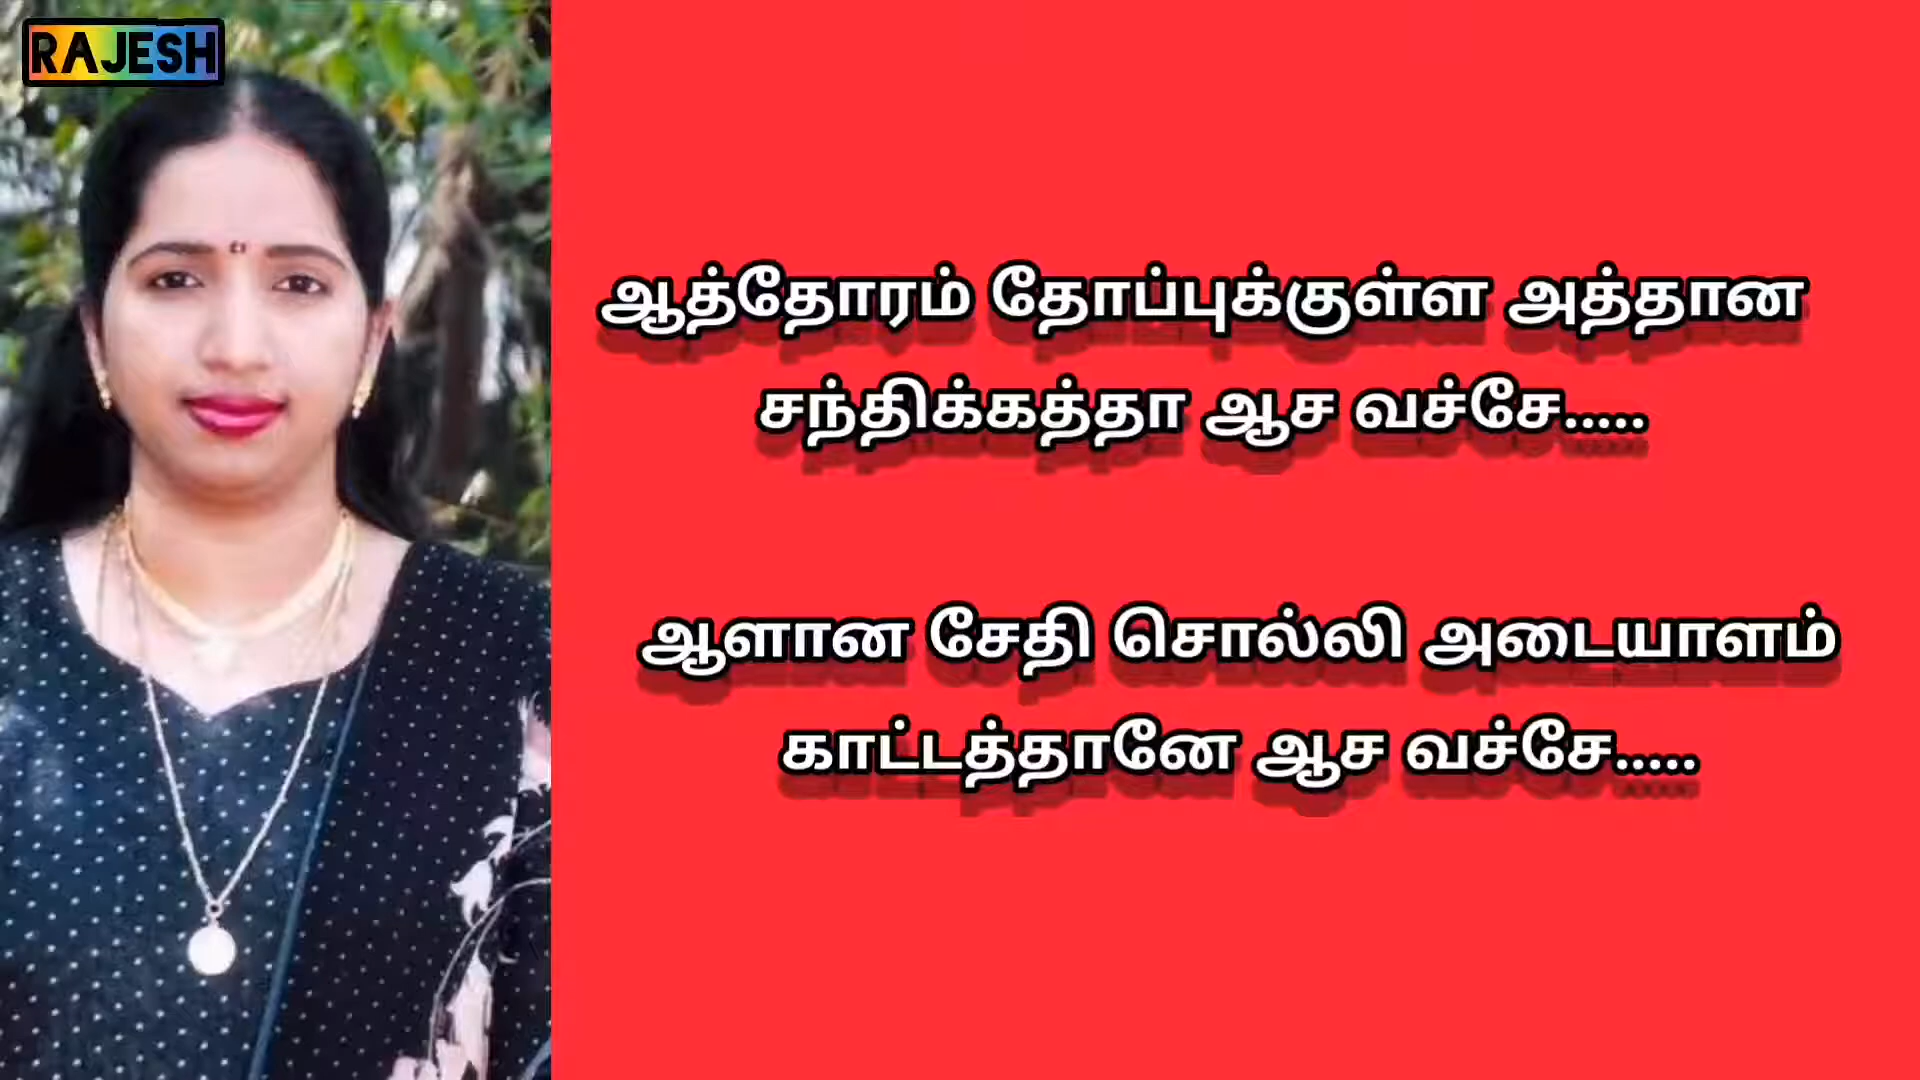 RAJESH
ஆத்தோரம் தோப்புக்குள்ள அத்தான
சந்திக்கத்தா ஆச வச்சே.....
ஆளான சேதி சொல்லி அடையாளம்
காட்டத்தானே ஆச வச்சே.....